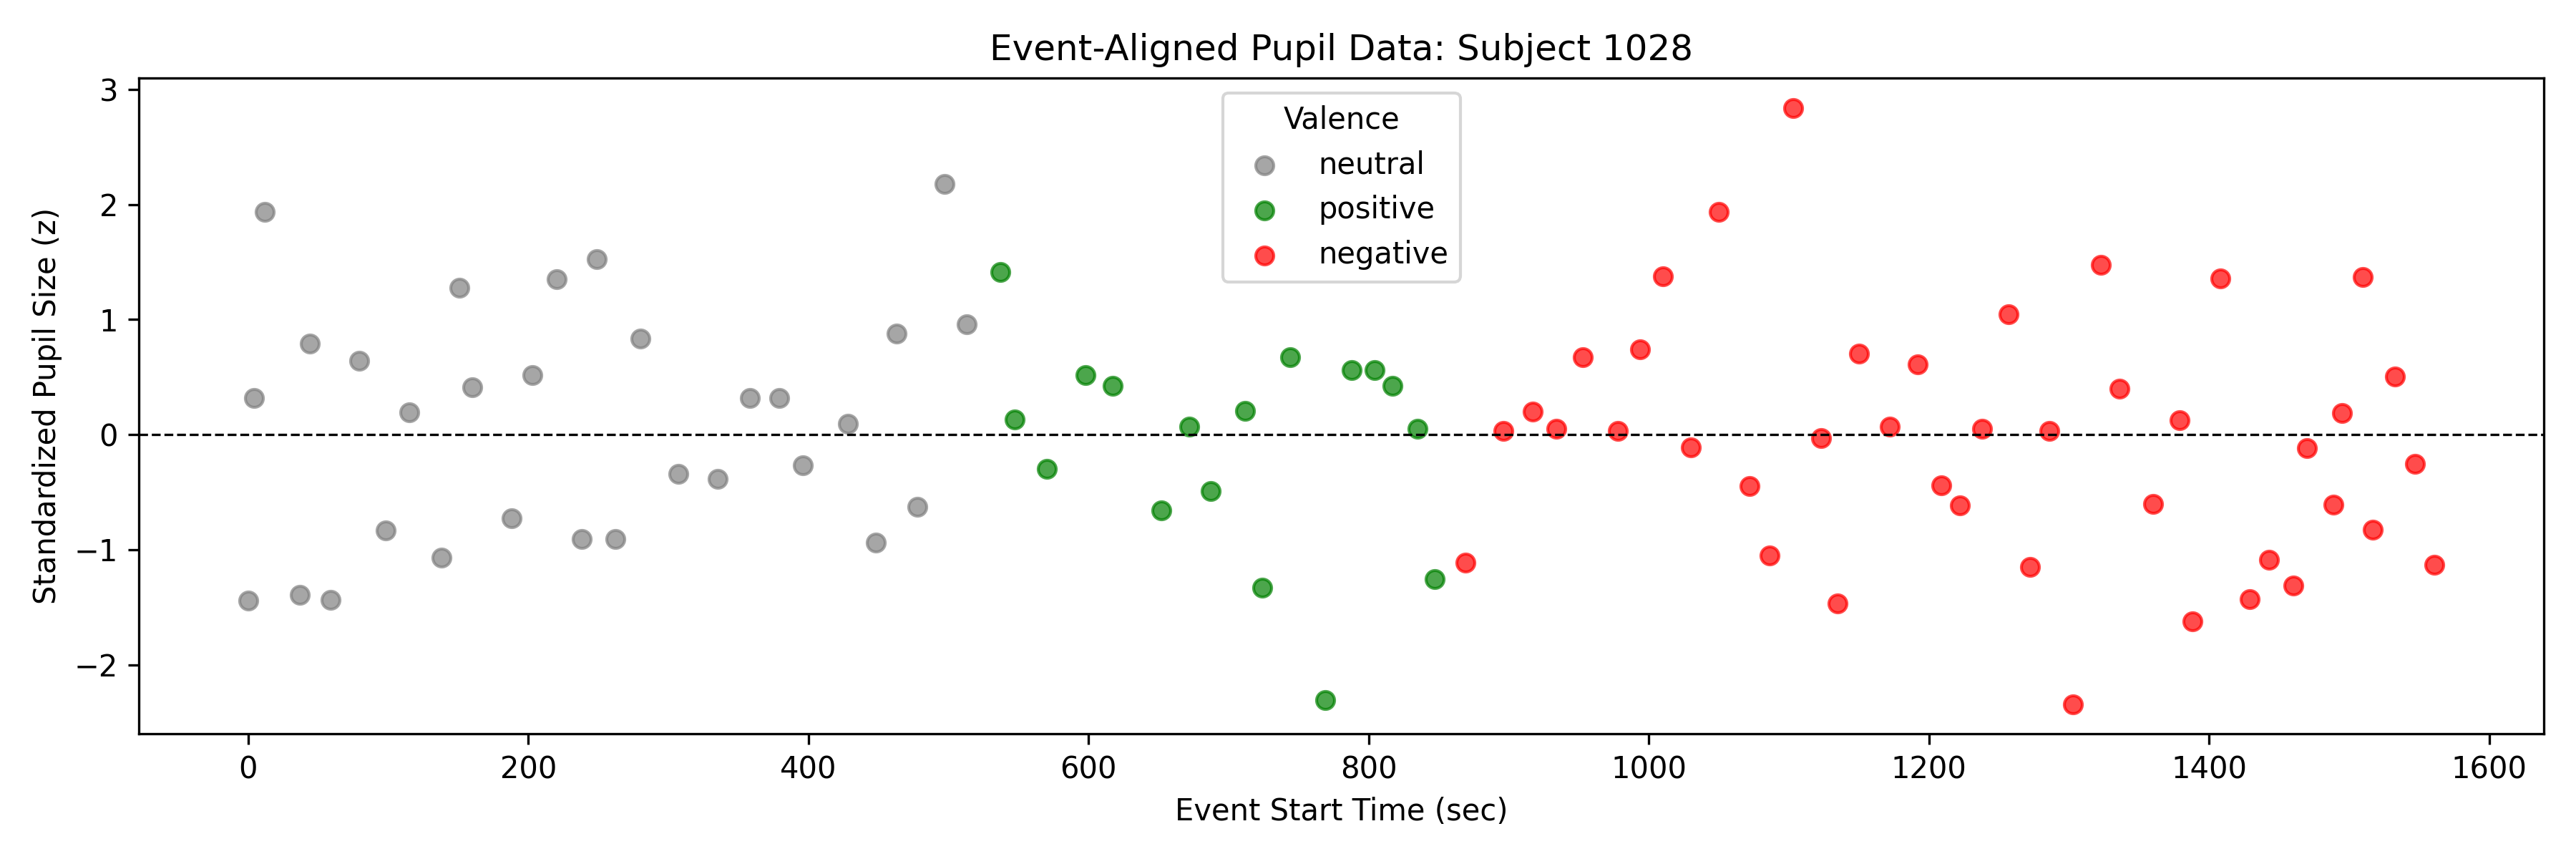 Event-Aligned Pupil Data: Subject 1028
Standardized Pupil Size (z)
3
2
1
0
−1
−2
Valence
neutral
positive
negative
0 200 400 600 800 1000 1200 1400 1600
Event Start Time (sec)